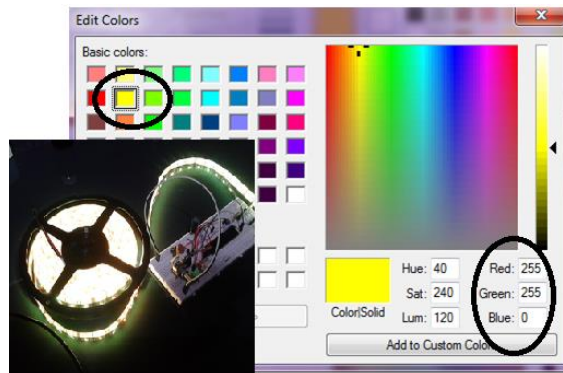 Edit Colors
Basic colors:
Hue: 40
Sat: 240
Lum: 120
Red: 255
Green: 255
Blue: 0
Color|Solid
Add to Custom Colors